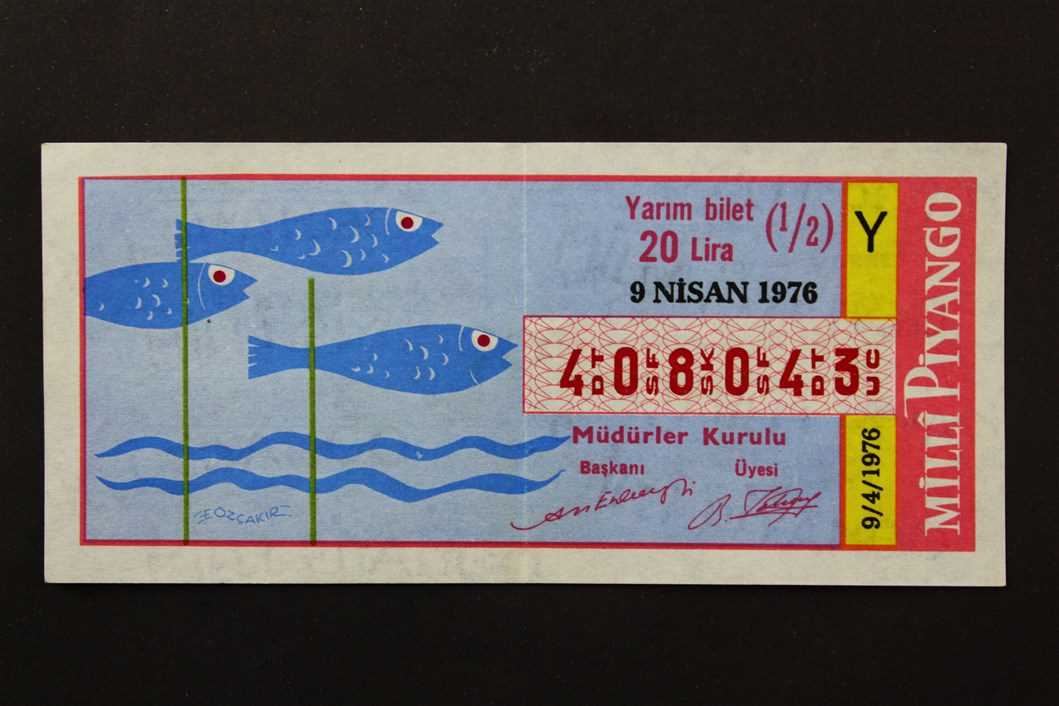 Yarım bilet (1/2)
20 Lira
9 NİSAN 1976
Y
4 DT 0 SF 8 SK 0 SF 4 DT 3 UC
Müdürler Kurulu
Başkanı Üyesi
9/4/1976
MİLLÎ PİYANGO
E ÖZÇAKIR